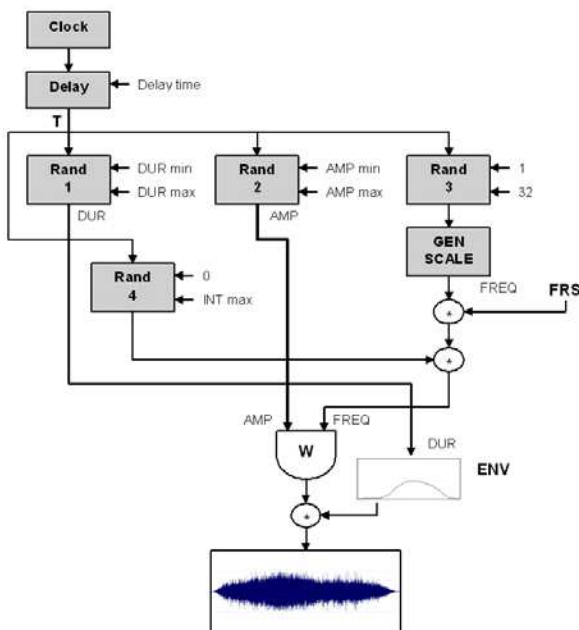 Clock
Delay
Delay time
T
Rand
1
DUR min
DUR max
Rand
2
AMP min
AMP max
Rand
3
1
32
DUR
AMP
GEN
SCALE
Rand
4
0
INT max
FREQ
FRS
*
*
AMP
FREQ
W
DUR
ENV
*